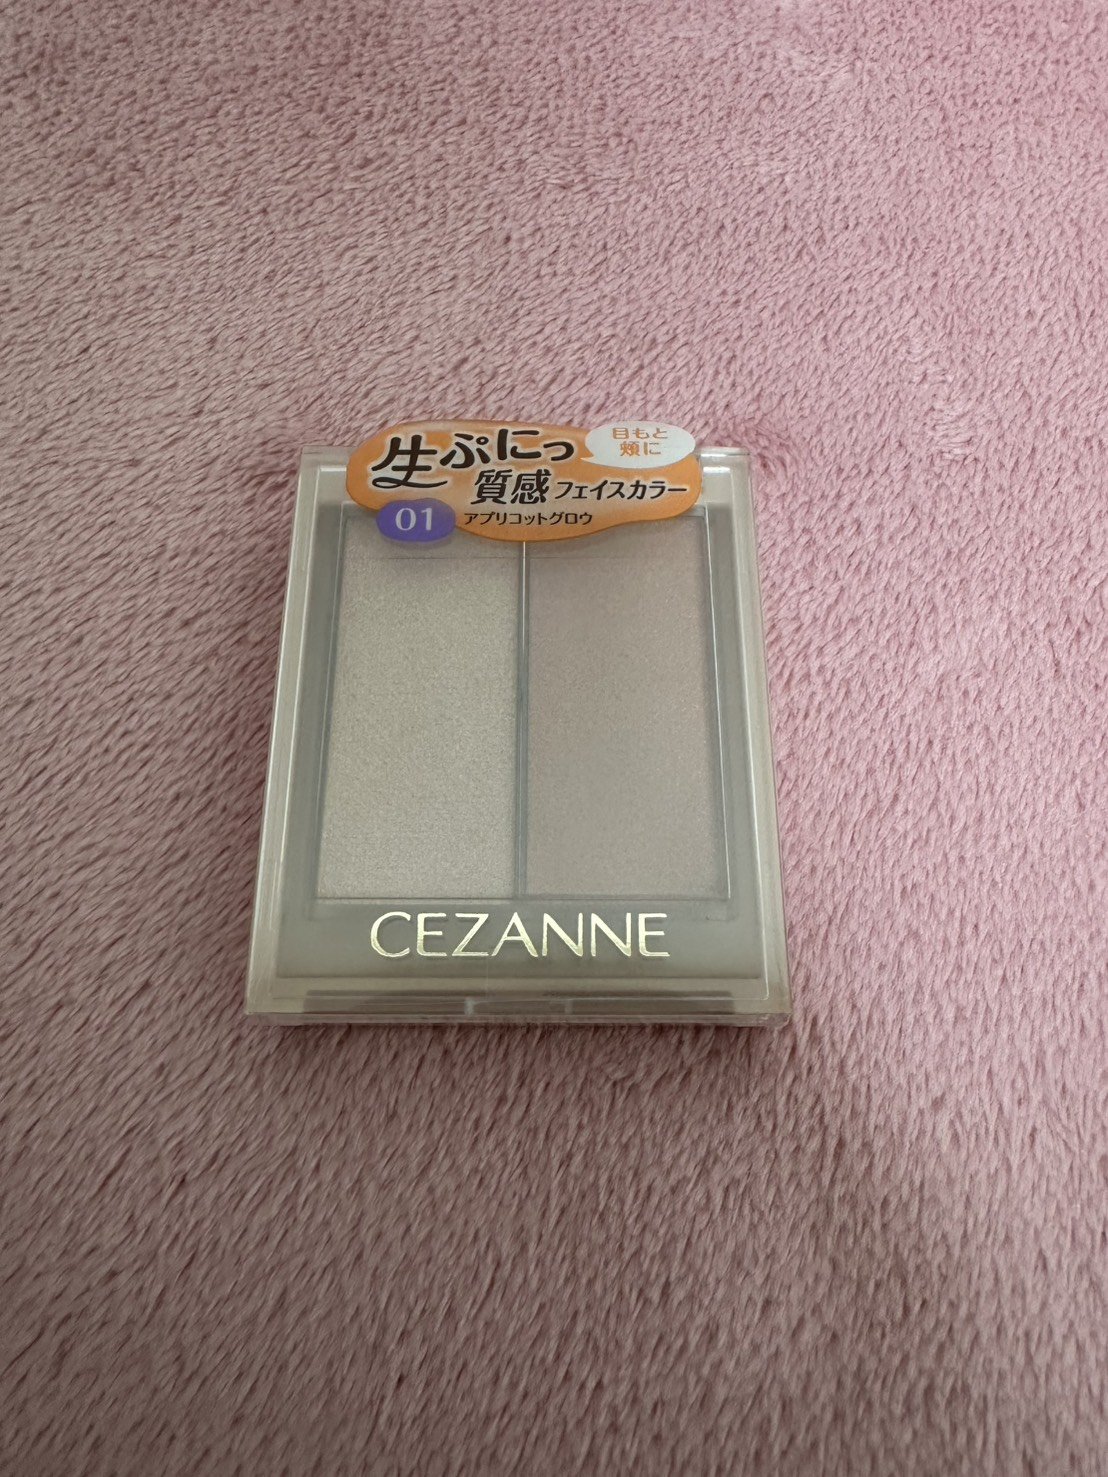 生ぷにっ
目もと
頬に
質感フェイスカラー
01 アプリコットグロウ
CEZANNE